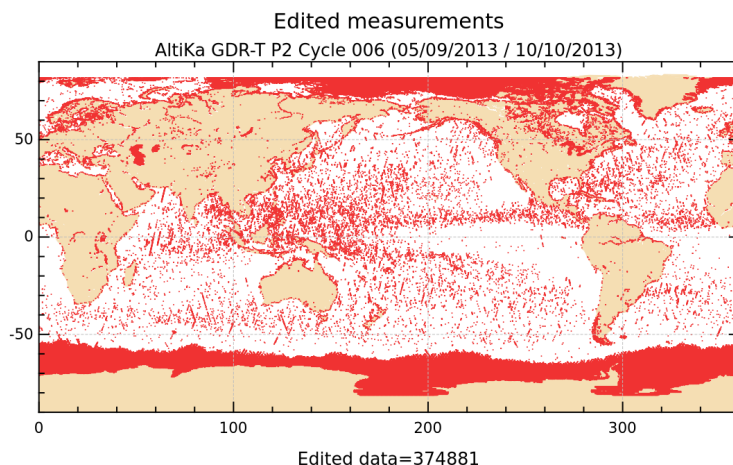 Edited measurements
AltiKa GDR-T P2 Cycle 006 (05/09/2013 / 10/10/2013)
50
0
-50
0 100 200 300
Edited data=374881